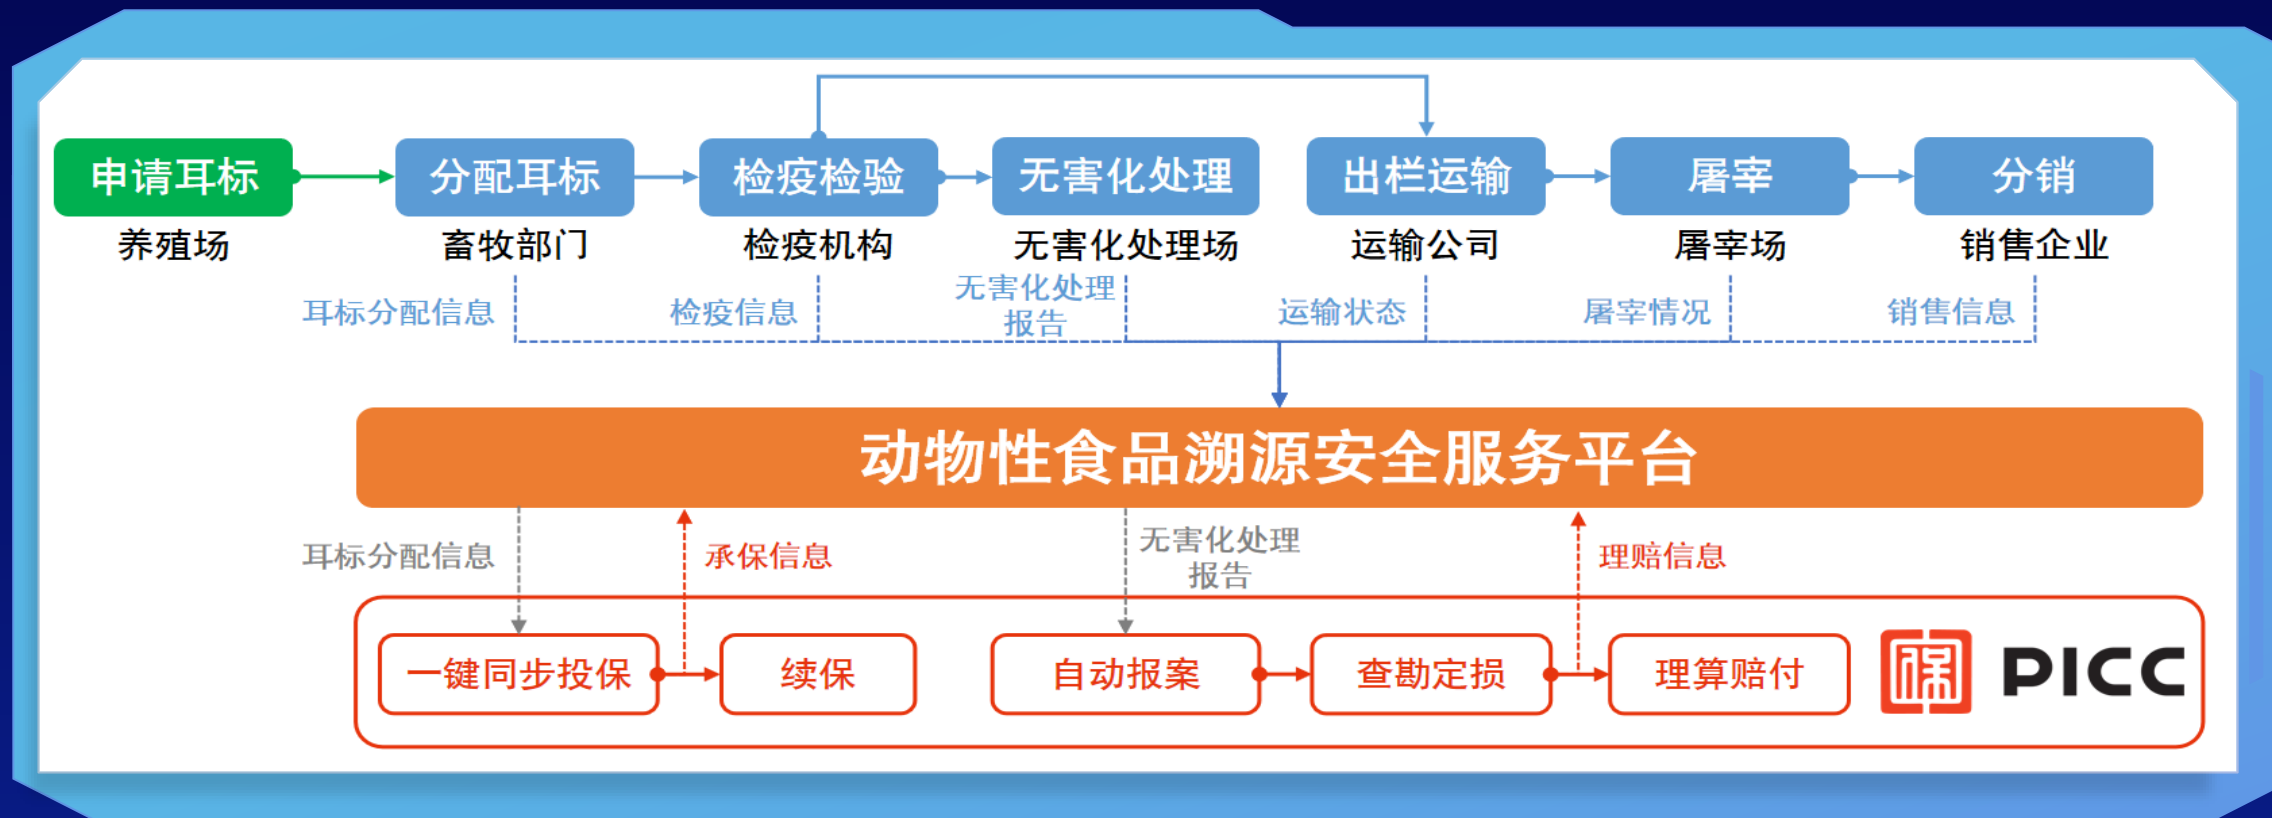 申请耳标
分配耳标
检疫检验
无害化处理
出栏运输
屠宰
分销
养殖场
畜牧部门
检疫机构
无害化处理场
运输公司
屠宰场
销售企业
耳标分配信息
检疫信息
无害化处理
报告
运输状态
屠宰情况
销售信息
动物性食品溯源安全服务平台
耳标分配信息
承保信息
无害化处理
报告
理赔信息
一键同步投保
续保
自动报案
查勘定损
理算赔付
保
PICC